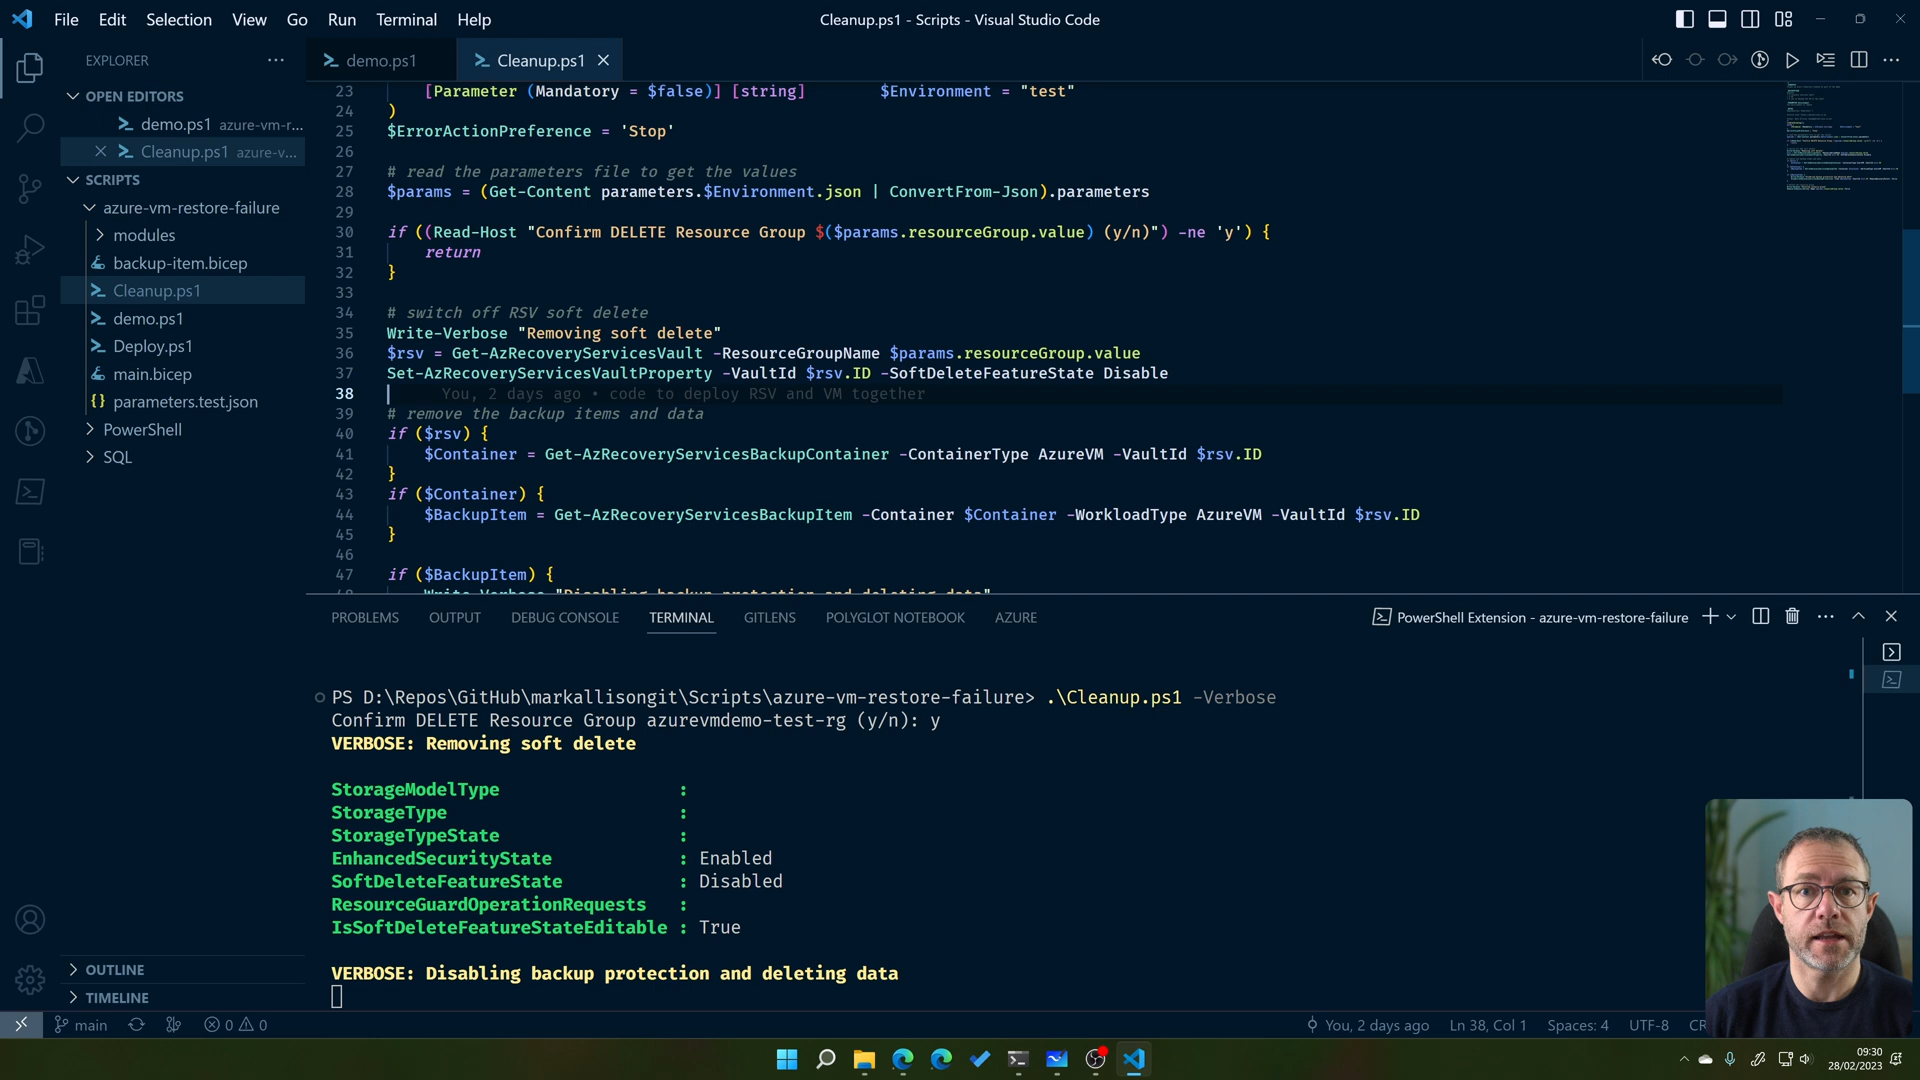 File Edit Selection View Go Run Terminal Help
Cleanup.ps1 - Scripts - Visual Studio Code
EXPLORER
OPEN EDITORS
demo.ps1 azure-vm-r...
Cleanup.ps1 azure-v...
SCRIPTS
azure-vm-restore-failure
modules
backup-item.bicep
Cleanup.ps1
demo.ps1
Deploy.ps1
main.bicep
parameters.test.json
PowerShell
SQL
OUTLINE
TIMELINE
demo.ps1
Cleanup.ps1
23 [Parameter (Mandatory = $false)] [string] $Environment = "test"
24 )
25 $ErrorActionPreference = 'Stop'
26
27 # read the parameters file to get the values
28 $params = (Get-Content parameters.$Environment.json | ConvertFrom-Json).parameters
29
30 if ((Read-Host "Confirm DELETE Resource Group $($params.resourceGroup.value) (y/n)") -ne 'y') {
31 return
32 }
33
34 # switch off RSV soft delete
35 Write-Verbose "Removing soft delete"
36 $rsv = Get-AzRecoveryServicesVault -ResourceGroupName $params.resourceGroup.value
37 Set-AzRecoveryServicesVaultProperty -VaultId $rsv.ID -SoftDeleteFeatureState Disable
38 You, 2 days ago • code to deploy RSV and VM together
39 # remove the backup items and data
40 if ($rsv) {
41 $Container = Get-AzRecoveryServicesBackupContainer -ContainerType AzureVM -VaultId $rsv.ID
42 }
43 if ($Container) {
44 $BackupItem = Get-AzRecoveryServicesBackupItem -Container $Container -WorkloadType AzureVM -VaultId $rsv.ID
45 }
46
47 if ($BackupItem) {
48 Write-Verbose "Disabling backup protection and deleting data"
PROBLEMS OUTPUT DEBUG CONSOLE TERMINAL GITLENS POLYGLOT NOTEBOOK AZURE
PowerShell Extension - azure-vm-restore-failure
PS D:\Repos\GitHub\markallisongit\Scripts\azure-vm-restore-failure> .\Cleanup.ps1 -Verbose
Confirm DELETE Resource Group azurevmdemo-test-rg (y/n): y
VERBOSE: Removing soft delete
StorageModelType :
StorageType :
StorageTypeState :
EnhancedSecurityState : Enabled
SoftDeleteFeatureState : Disabled
ResourceGuardOperationRequests :
IsSoftDeleteFeatureStateEditable : True
VERBOSE: Disabling backup protection and deleting data
main 0 0
You, 2 days ago Ln 38, Col 1 Spaces: 4 UTF-8 CR
09:30
28/02/2023